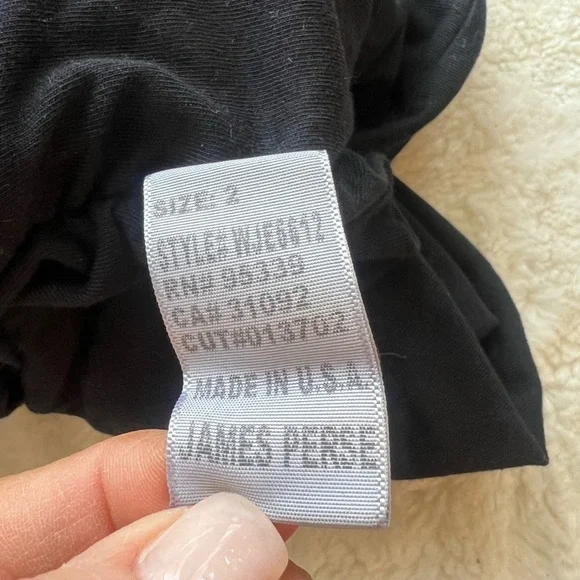 SIZE: 2
STYLE# WJE6612
RN# 95339
CA# 31092
CUT#013702
MADE IN U.S.A.
JAMES PERSE